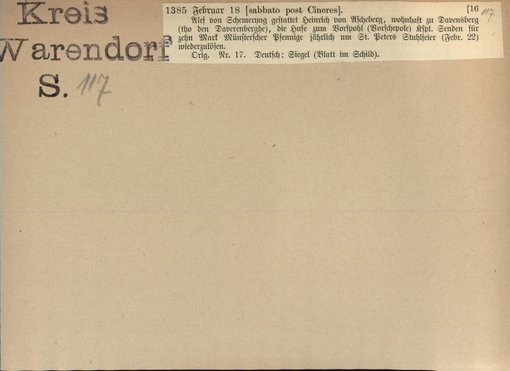 Kreis
Warendorf
S. 117
1385 Februar 18 [sabbato post Cineres]. [16
117
Alef von Schemeryng gestattet Heinrich von Ascheberg, wohnhaft zu Davensberg
(tho den Daverenberghe), die Hufe zum Vorspohl (Vorschepole) Kspl. Senden für
zehn Mark Münsterscher Pfennige jährlich um St. Peters Stuhlfeier (Febr. 22)
wiederzulösen.
Orig. Nr. 17. Deutsch; Siegel (Blatt im Schild).